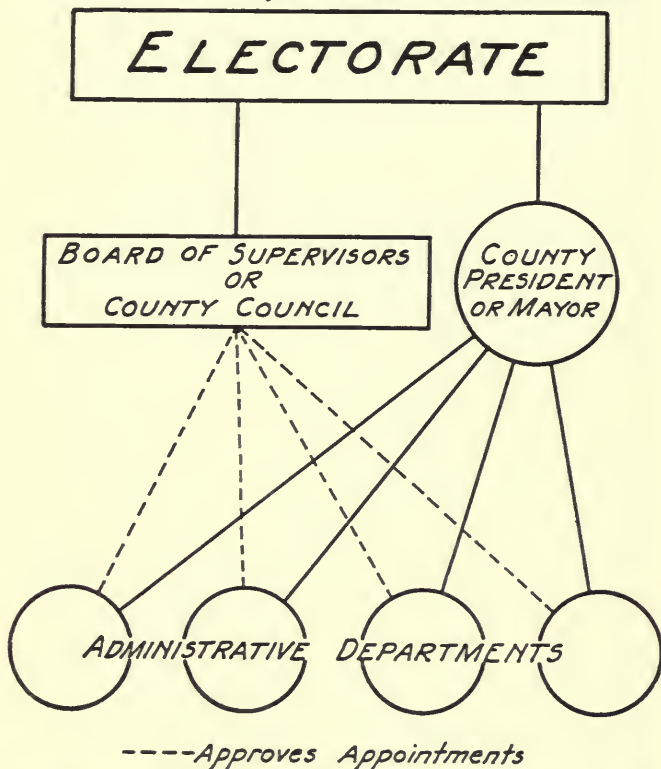 ELECTORATE
BOARD OF SUPERVISORS
OR
COUNTY COUNCIL
COUNTY
PRESIDENT
OR MAYOR
ADMINISTRATIVE DEPARTMENTS
----Approves Appointments